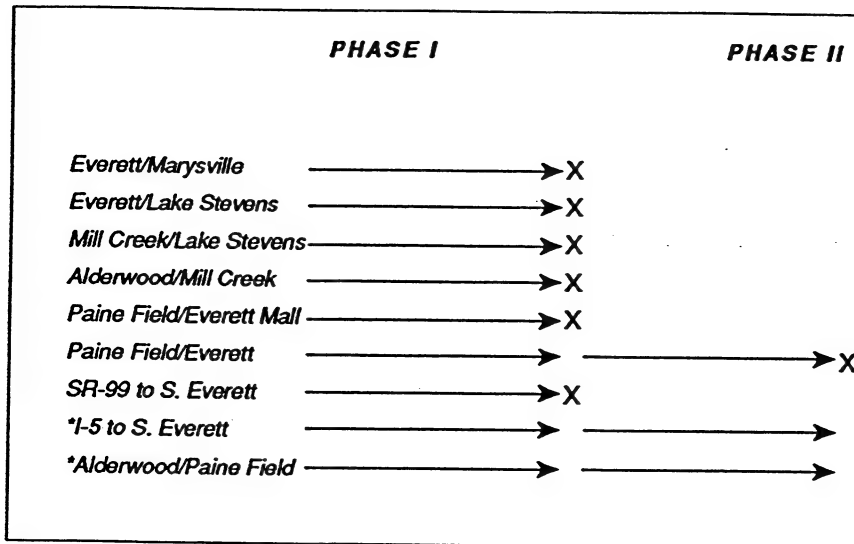 PHASE I PHASE II
Everett/Marysville X
Everett/Lake Stevens X
Mill Creek/Lake Stevens X
Alderwood/Mill Creek X
Paine Field/Everett Mall X
Paine Field/Everett X
SR-99 to S. Everett X
*I-5 to S. Everett
*Alderwood/Paine Field